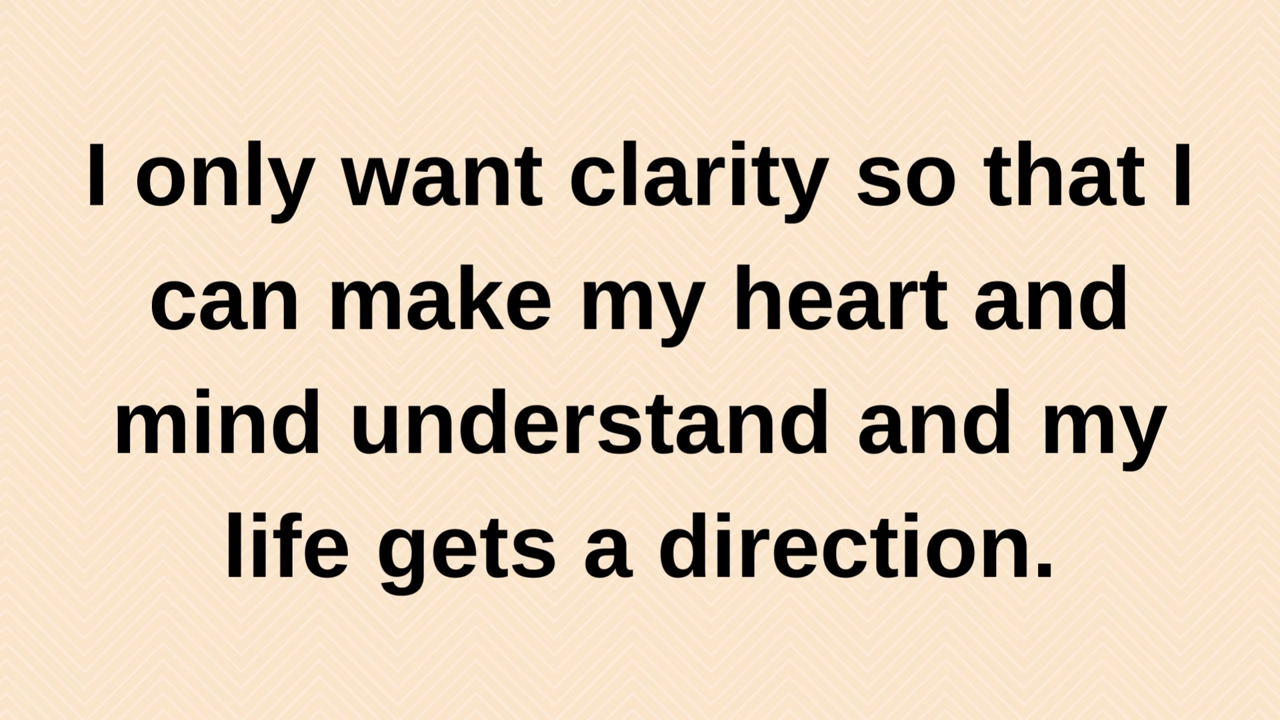 I only want clarity so that I
can make my heart and
mind understand and my
life gets a direction.